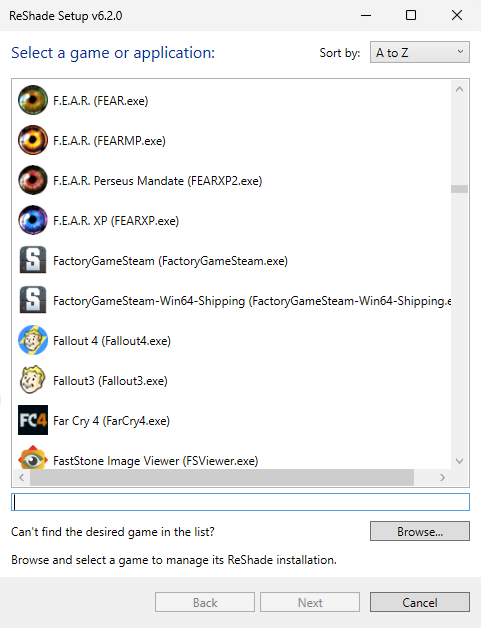 ReShade Setup v6.2.0
Select a game or application:
Sort by:
A to Z
F.E.A.R. (FEAR.exe)
F.E.A.R. (FEARMP.exe)
F.E.A.R. Perseus Mandate (FEARXP2.exe)
F.E.A.R. XP (FEARXP.exe)
S FactoryGameSteam (FactoryGameSteam.exe)
S FactoryGameSteam-Win64-Shipping (FactoryGameSteam-Win64-Shipping.e
Fallout 4 (Fallout4.exe)
Fallout3 (Fallout3.exe)
FC4 Far Cry 4 (FarCry4.exe)
FastStone Image Viewer (FSViewer.exe)
Can't find the desired game in the list?
Browse...
Browse and select a game to manage its ReShade installation.
Back
Next
Cancel